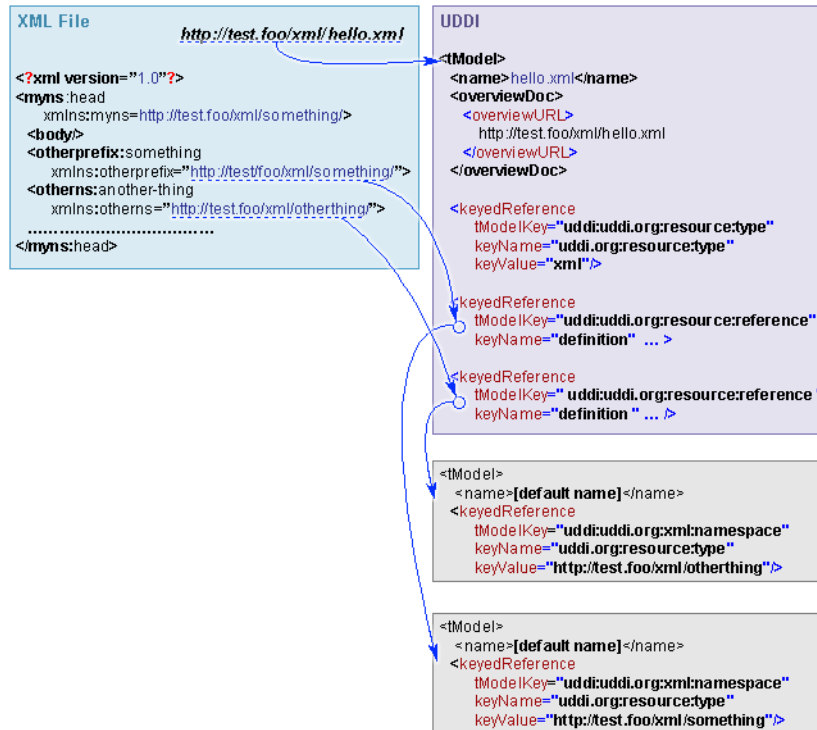 XML File
http://test.foo/xml/hello.xml
<?xml version="1.0"?>
<myns:head
xmlns:myns=http://test.foo/xml/something/>
<body/>
<otherprefix:something
xmlns:otherprefix="http://test/foo/xml/something/">
<otherns:another-thing
xmlns:otherns="http://test.foo/xml/otherthing/">
....................................
</myns:head>
UDDI
<tModel>
<name>hello.xml</name>
<overviewDoc>
<overviewURL>
http://test.foo/xml/hello.xml
</overviewURL>
</overviewDoc>
<keyedReference
tModelKey="uddi:uddi.org:resource:type"
keyName="uddi.org:resource:type"
keyValue="xml"/>
<keyedReference
tModelKey="uddi:uddi.org:resource:reference"
keyName="definition" ... >
<keyedReference
tModelKey=" uddi:uddi.org:resource:reference "
keyName="definition " ... />
<tModel>
<name>[default name]</name>
<keyedReference
tModelKey="uddi:uddi.org:xml:namespace"
keyName="uddi.org:resource:type"
keyValue="http://test.foo/xml/otherthing"/>
<tModel>
<name>[default name]</name>
<keyedReference
tModelKey="uddi:uddi.org:xml:namespace"
keyName="uddi.org:resource:type"
keyValue="http://test.foo/xml/something"/>